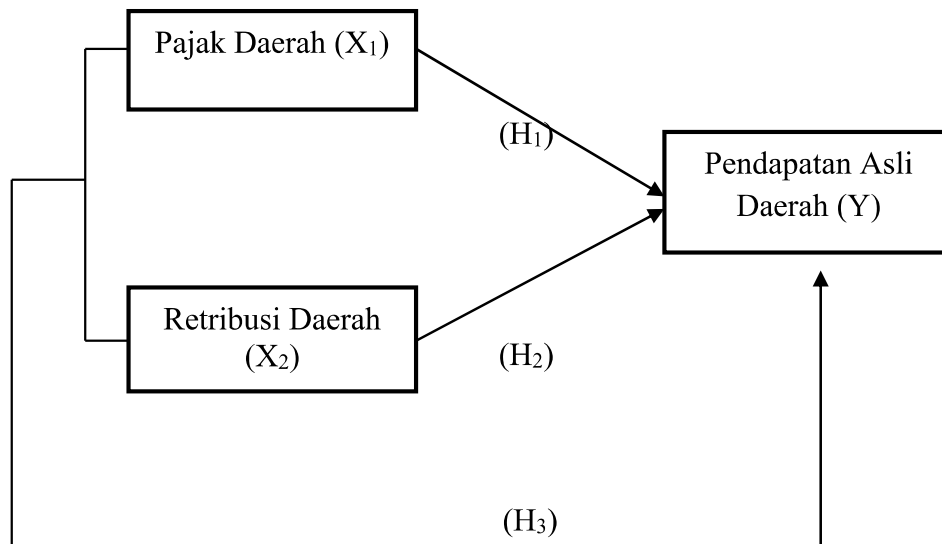 Pajak Daerah (X₁)
(H₁)
Pendapatan Asli
Daerah (Y)
Retribusi Daerah
(X₂)
(H₂)
(H₃)